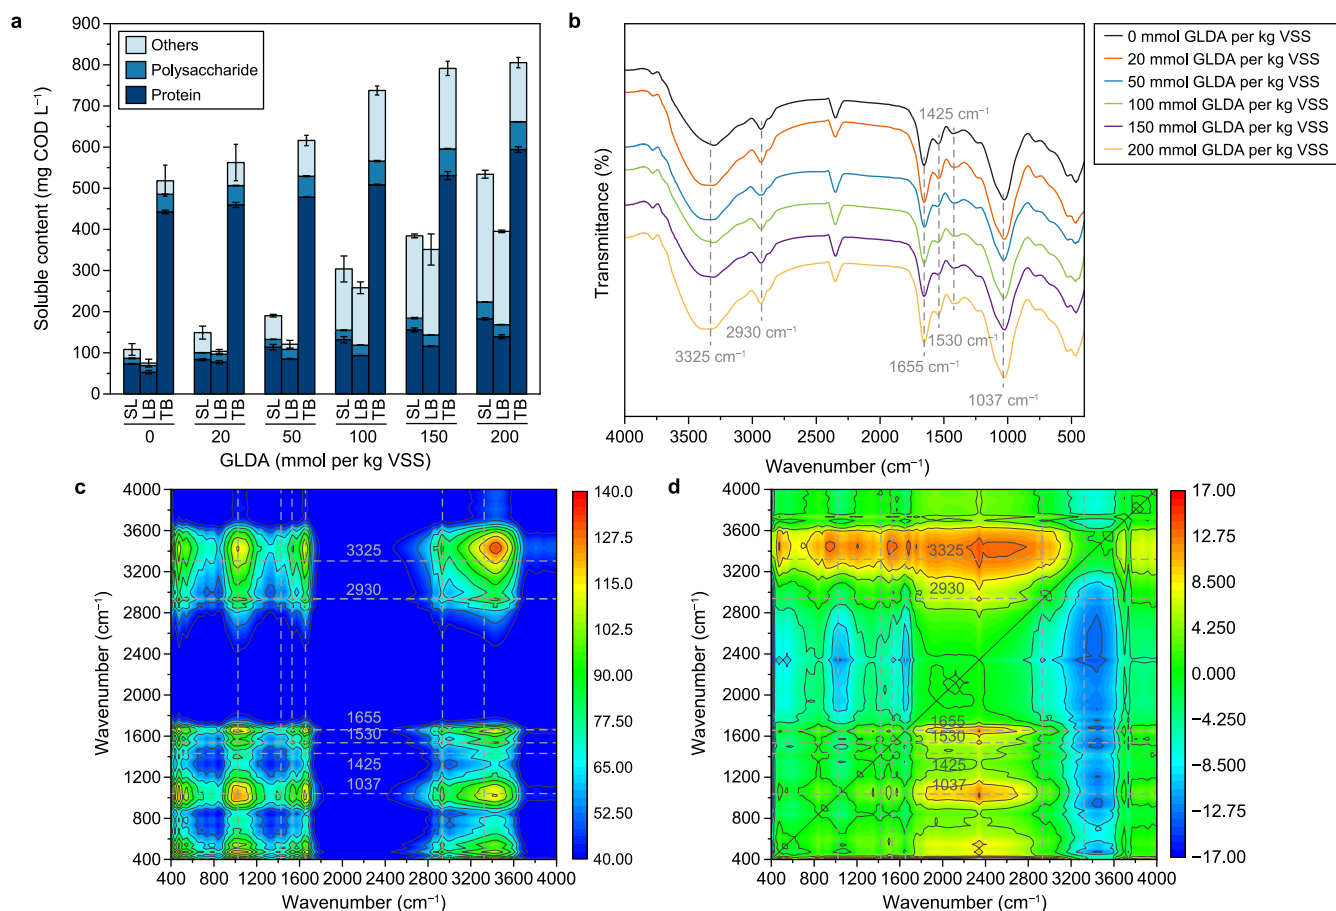 a
Soluble content (mg COD L⁻¹)
900
800
700
600
500
400
300
200
100
0
Others
Polysaccharide
Protein
SL LB TB SL LB TB SL LB TB SL LB TB SL LB TB SL LB TB
0 20 50 100 150 200
GLDA (mmol per kg VSS)
b
Transmittance (%)
1425 cm⁻¹
2930 cm⁻¹
3325 cm⁻¹
1530 cm⁻¹
1655 cm⁻¹
1037 cm⁻¹
4000 3500 3000 2500 2000 1500 1000 500
Wavenumber (cm⁻¹)
0 mmol GLDA per kg VSS
20 mmol GLDA per kg VSS
50 mmol GLDA per kg VSS
100 mmol GLDA per kg VSS
150 mmol GLDA per kg VSS
200 mmol GLDA per kg VSS
c
Wavenumber (cm⁻¹)
4000
3600
3200
2800
2400
2000
1600
1200
800
400
3325
2930
1655
1530
1425
1037
400 800 1200 1600 2000 2400 2800 3200 3600 4000
Wavenumber (cm⁻¹)
140.0
127.5
115.0
102.5
90.00
77.50
65.00
52.50
40.00
d
Wavenumber (cm⁻¹)
4000
3600
3200
2800
2400
2000
1600
1200
800
400
3325
2930
1655
1530
1425
1037
400 800 1200 1600 2000 2400 2800 3200 3600 4000
Wavenumber (cm⁻¹)
17.00
12.75
8.500
4.250
0.000
−4.250
−8.500
−12.75
−17.00